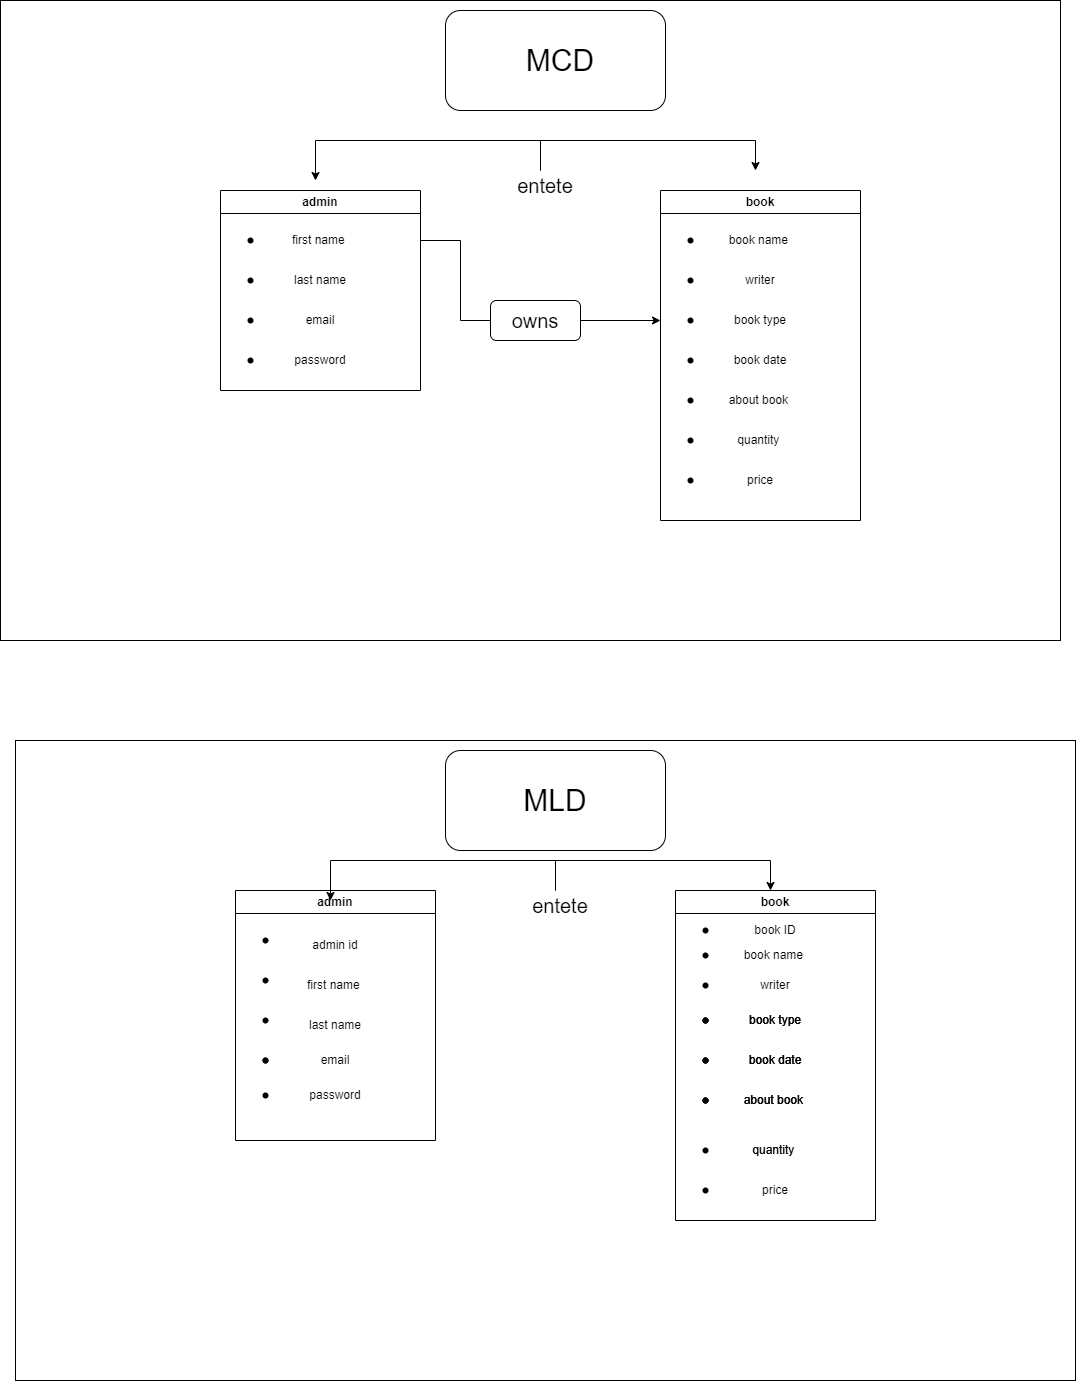 MCD
entete
admin
first name
last name
email
password
owns
book
book name
writer
book type
book date
about book
quantity
price
MLD
entete
admin
admin id
first name
last name
email
password
book
book ID
book name
writer
book type
book date
about book
quantity
price